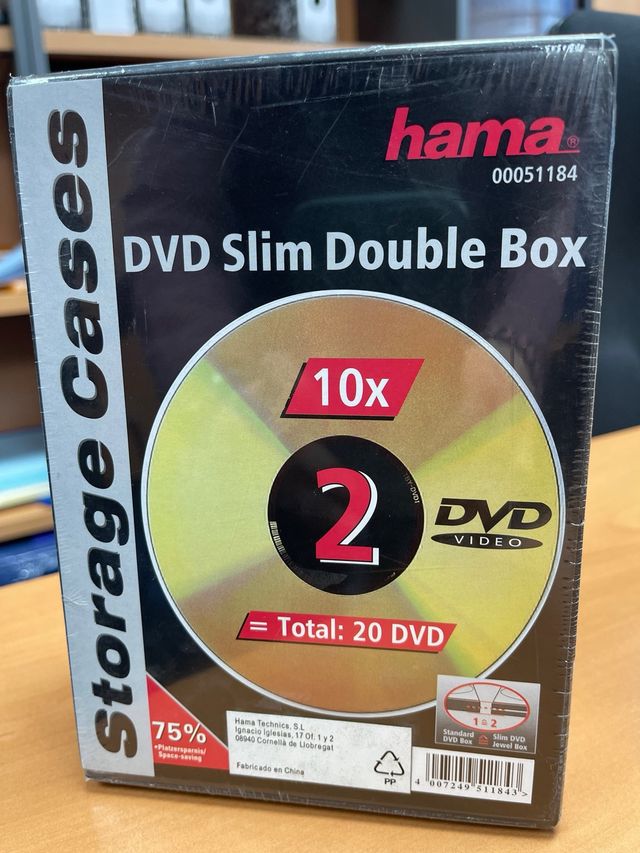 Storage Cases
hama®
00051184
DVD Slim Double Box
10x
2
DVD
VIDEO
= Total: 20 DVD
75%
+Platzersparnis/
Space-saving
Hama Technics, S.L
Ignacio Iglesias, 17 Of. 1 y 2
08940 Cornellà de Llobregat
Fabricado en China
PP
1 ≙ 2
Standard DVD Box ≙ Slim DVD Jewel Box
4 007249 511843 >